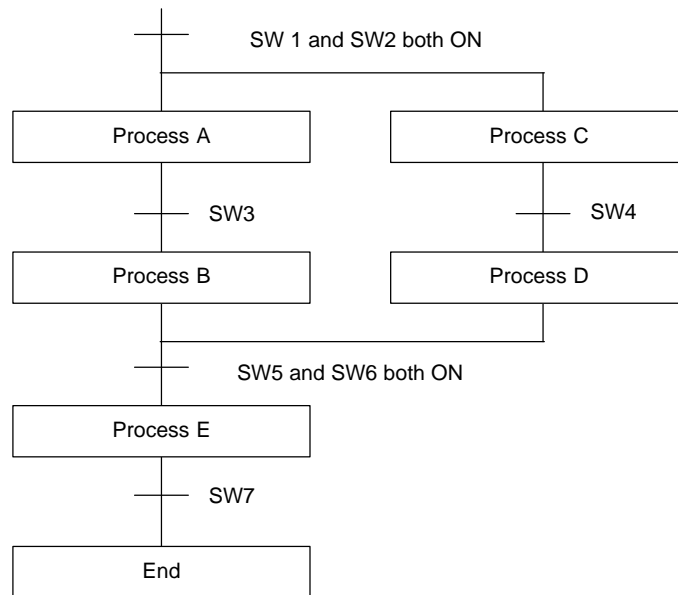 SW 1 and SW2 both ON
Process A
Process C
SW3
SW4
Process B
Process D
SW5 and SW6 both ON
Process E
SW7
End